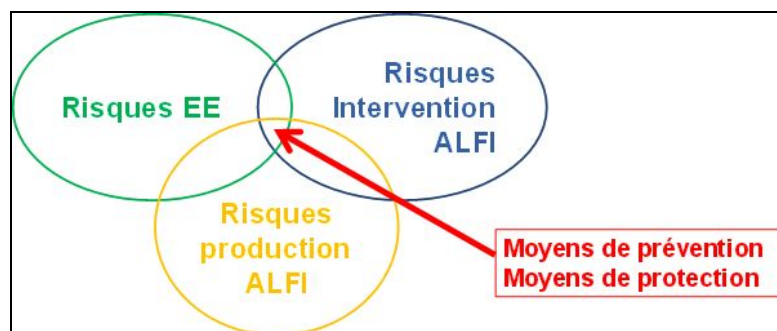 Risques EE
Risques
Intervention
ALFI
Risques
production
ALFI
Moyens de prévention
Moyens de protection